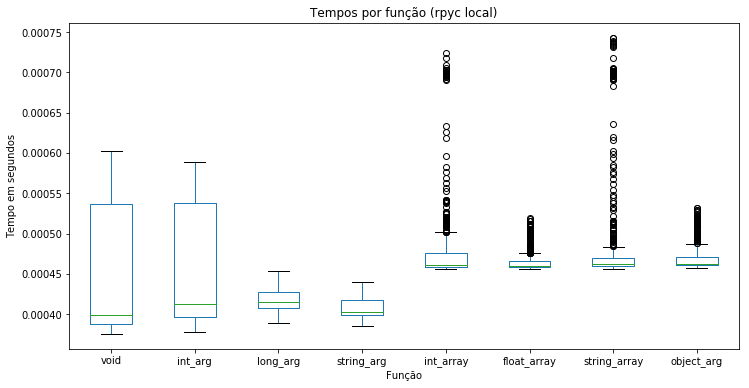 Tempos por função (rpyc local)
Tempo em segundos
0.00075
0.00070
0.00065
0.00060
0.00055
0.00050
0.00045
0.00040
void int_arg long_arg string_arg int_array float_array string_array object_arg
Função